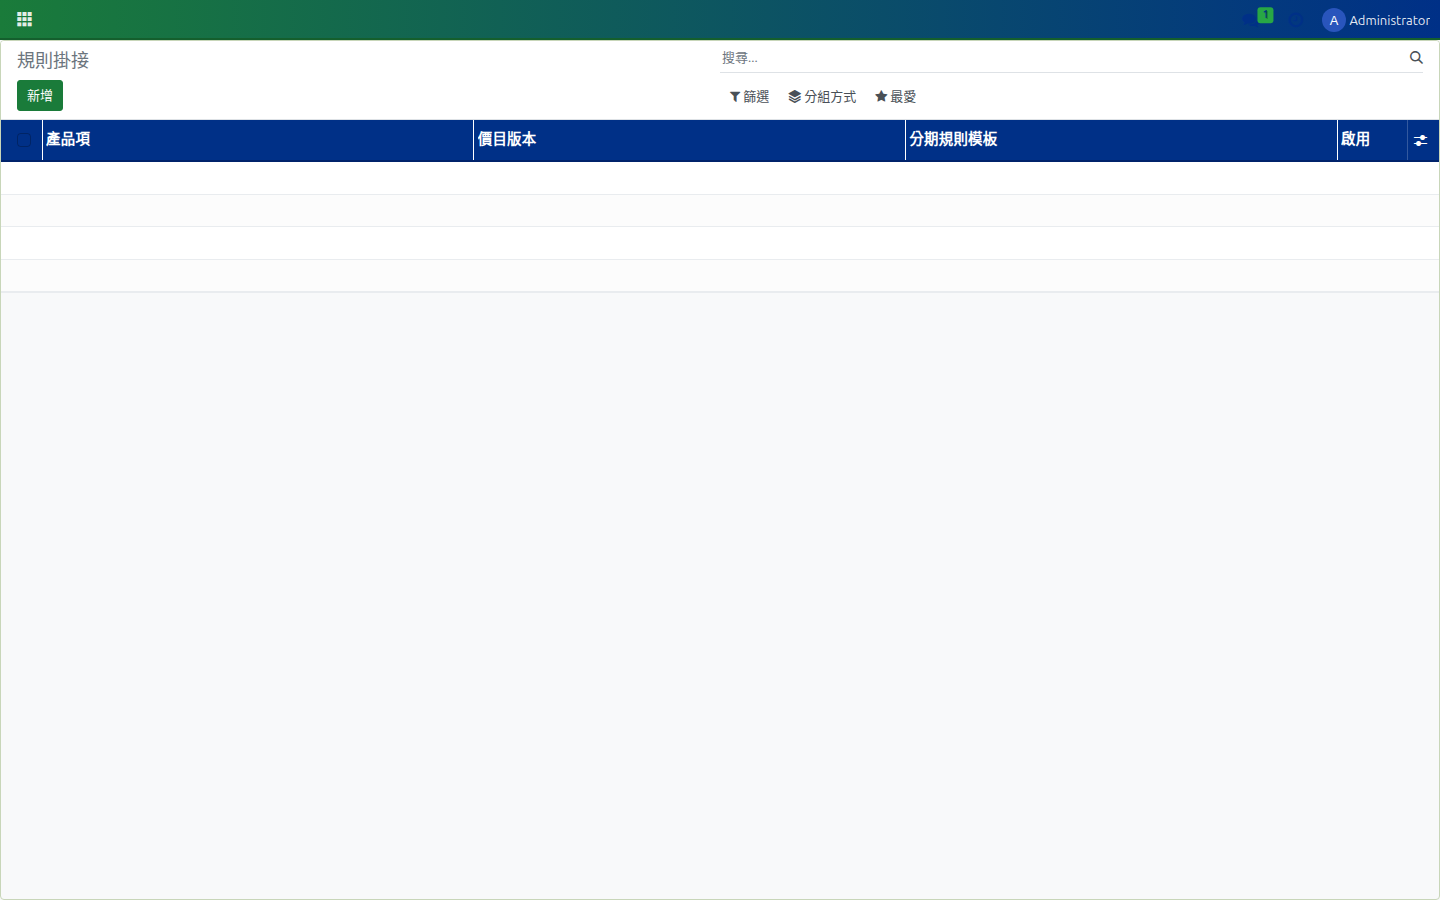 1
A Administrator
規則掛接
搜尋...
新增
篩選 分組方式 最愛
產品項 價目版本 分期規則模板 啟用